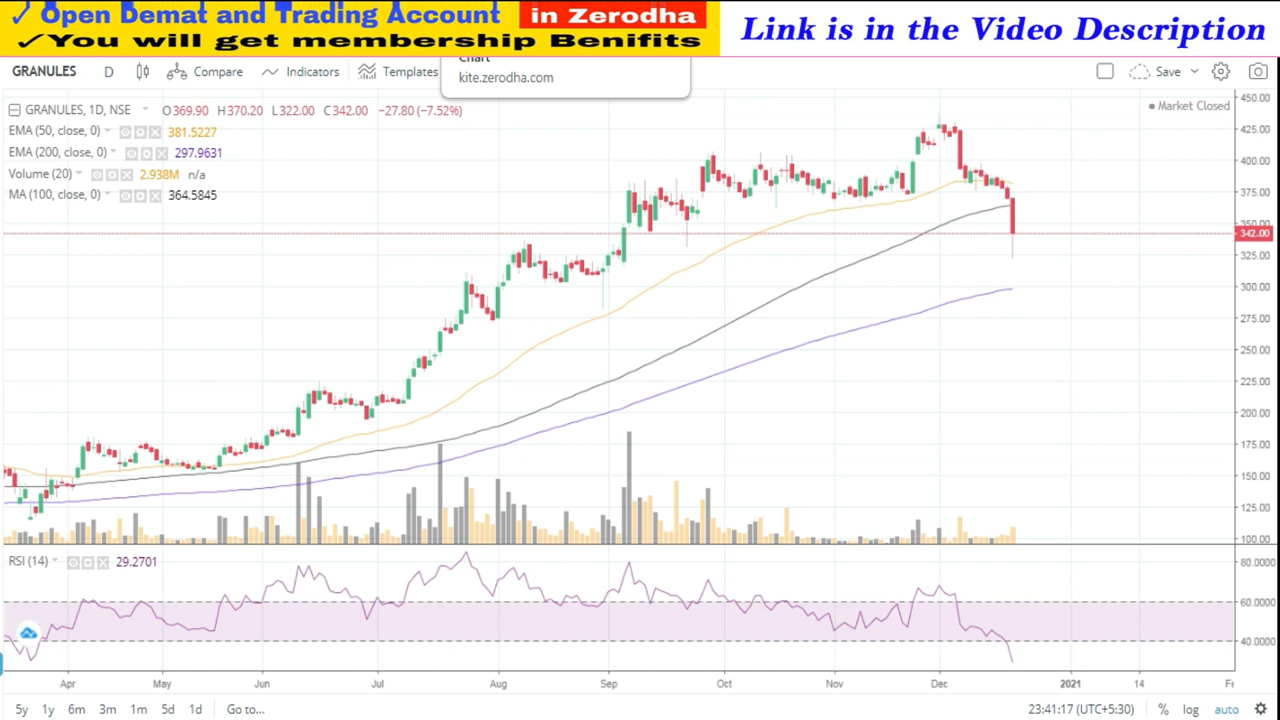 ✓ Open Demat and Trading Account in Zerodha
✓You will get membership Benifits
Link is in the Video Description
GRANULES D Compare Indicators Templates Chart Save
kite.zerodha.com
GRANULES, 1D, NSE O369.90 H370.20 L322.00 C342.00 −27.80 (−7.52%)
Market Closed
EMA (50, close, 0) 381.5227
EMA (200, close, 0) 297.9631
Volume (20) 2.938M n/a
MA (100, close, 0) 364.5845
450.00
425.00
400.00
375.00
350.00
342.00
325.00
300.00
275.00
250.00
225.00
200.00
175.00
150.00
125.00
100.00
RSI (14) 29.2701
80.0000
60.0000
40.0000
Apr May Jun Jul Aug Sep Oct Nov Dec 2021 14 Fe
5y 1y 6m 3m 1m 5d 1d Go to... 23:41:17 (UTC+5:30) % log auto